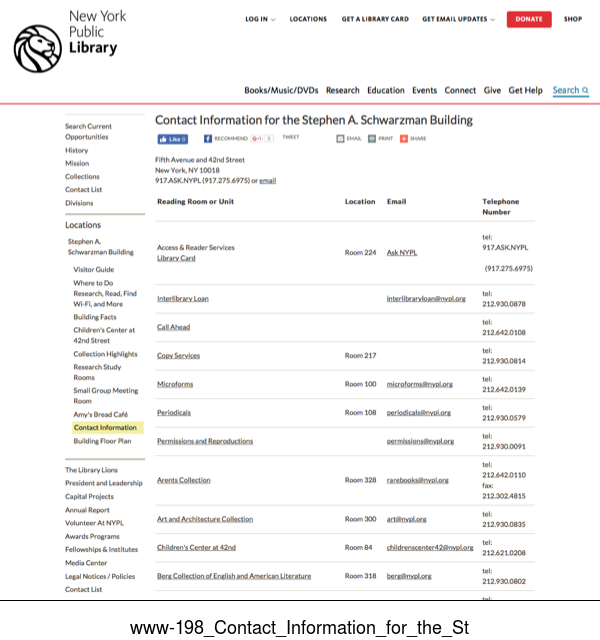 New York
Public
Library
LOG IN
LOCATIONS
GET A LIBRARY CARD
GET EMAIL UPDATES
DONATE
SHOP
Books/Music/DVDs
Research
Education
Events
Connect
Give
Get Help
Search
Search Current
Opportunities
History
Mission
Collections
Contact List
Divisions
Locations
Stephen A.
Schwarzman Building
Visitor Guide
Where to Do
Research, Read, Find
Wi-Fi, and More
Building Facts
Children's Center at
42nd Street
Collection Highlights
Research Study
Rooms
Small Group Meeting
Room
Amy's Bread Café
Contact Information
Building Floor Plan
The Library Lions
President and Leadership
Capital Projects
Annual Report
Volunteer At NYPL
Awards Programs
Fellowships & Institutes
Media Center
Legal Notices / Policies
Contact List
Contact Information for the Stephen A. Schwarzman Building
Like 0
RECOMMEND
G+1
TWEET
EMAIL
PRINT
SHARE
Fifth Avenue and 42nd Street
New York, NY 10018
917.ASK.NYPL (917.275.6975) or email
Reading Room or Unit Location Email Telephone
Number
Access & Reader Services
Library Card
Room 224
Ask NYPL
tel:
917.ASK.NYPL
(917.275.6975)
Interlibrary Loan
interlibraryloan@nypl.org
tel:
212.930.0878
Call Ahead
tel:
212.642.0108
Copy Services
Room 217
tel:
212.930.0814
Microforms
Room 100
microforms@nypl.org
tel:
212.642.0139
Periodicals
Room 108
periodicals@nypl.org
tel:
212.930.0579
Permissions and Reproductions
permissions@nypl.org
tel:
212.930.0091
Arents Collection
Room 328
rarebooks@nypl.org
tel:
212.642.0110
fax:
212.302.4815
Art and Architecture Collection
Room 300
art@nypl.org
tel:
212.930.0835
Children's Center at 42nd
Room 84
childrenscenter42@nypl.org
tel:
212.621.0208
Berg Collection of English and American Literature
Room 318
berg@nypl.org
tel:
212.930.0802
www-198_Contact_Information_for_the_St